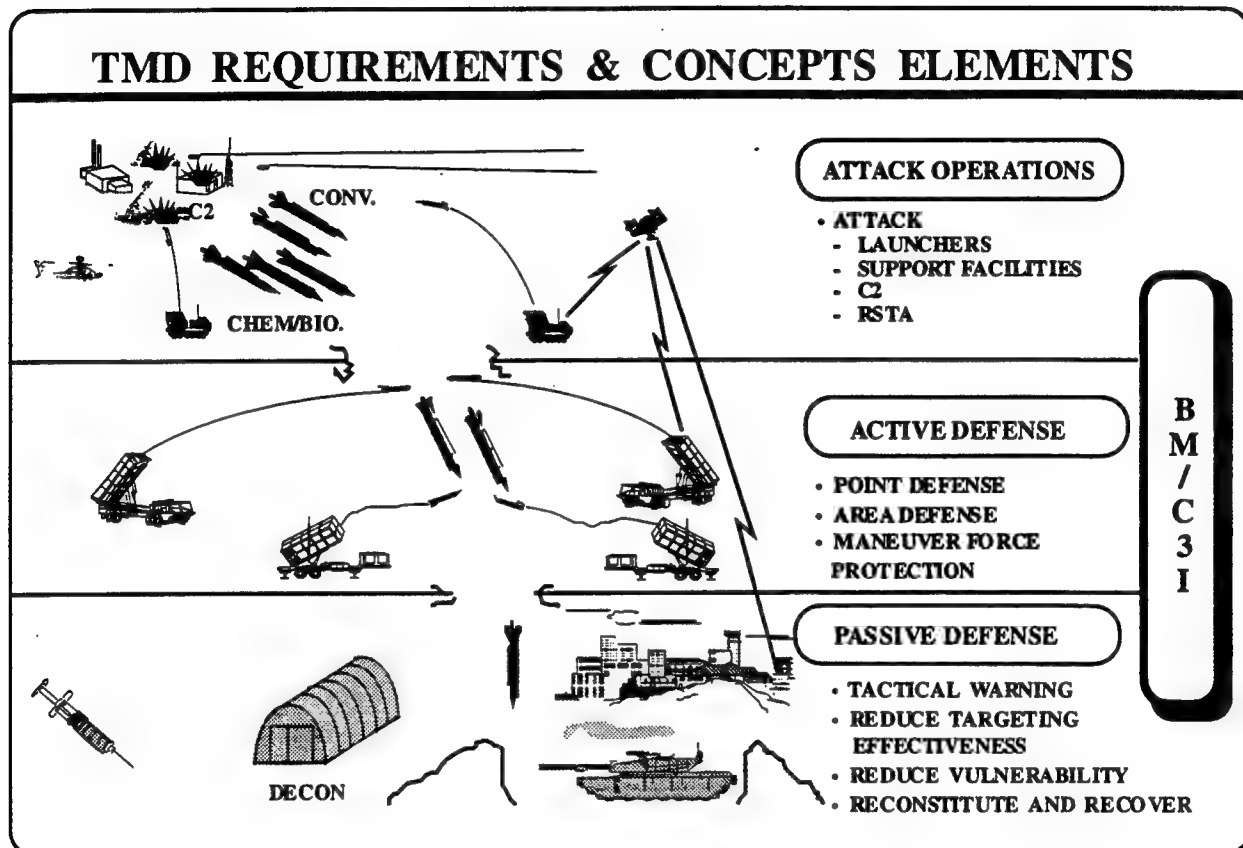 TMD REQUIREMENTS & CONCEPTS ELEMENTS
C2
CONV.
CHEM/BIO.
ATTACK OPERATIONS
• ATTACK
- LAUNCHERS
- SUPPORT FACILITIES
- C2
- RSTA
ACTIVE DEFENSE
• POINT DEFENSE
• AREA DEFENSE
• MANEUVER FORCE
PROTECTION
DECON
PASSIVE DEFENSE
• TACTICAL WARNING
• REDUCE TARGETING
EFFECTIVENESS
• REDUCE VULNERABILITY
• RECONSTITUTE AND RECOVER
B
M
/
C
3
I